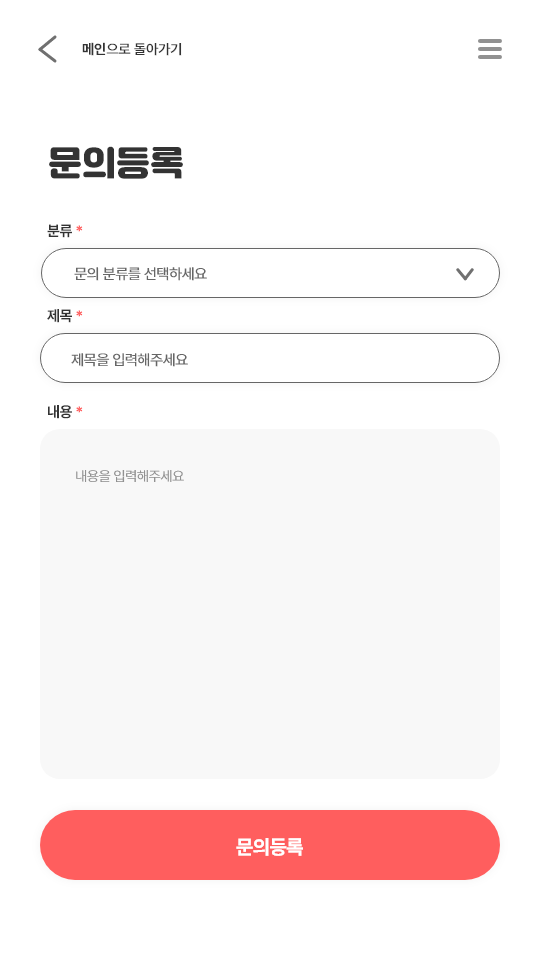 메인으로 돌아가기
문의등록
분류 *
문의 분류를 선택하세요
제목 *
제목을 입력해주세요
내용 *
내용을 입력해주세요
문의등록